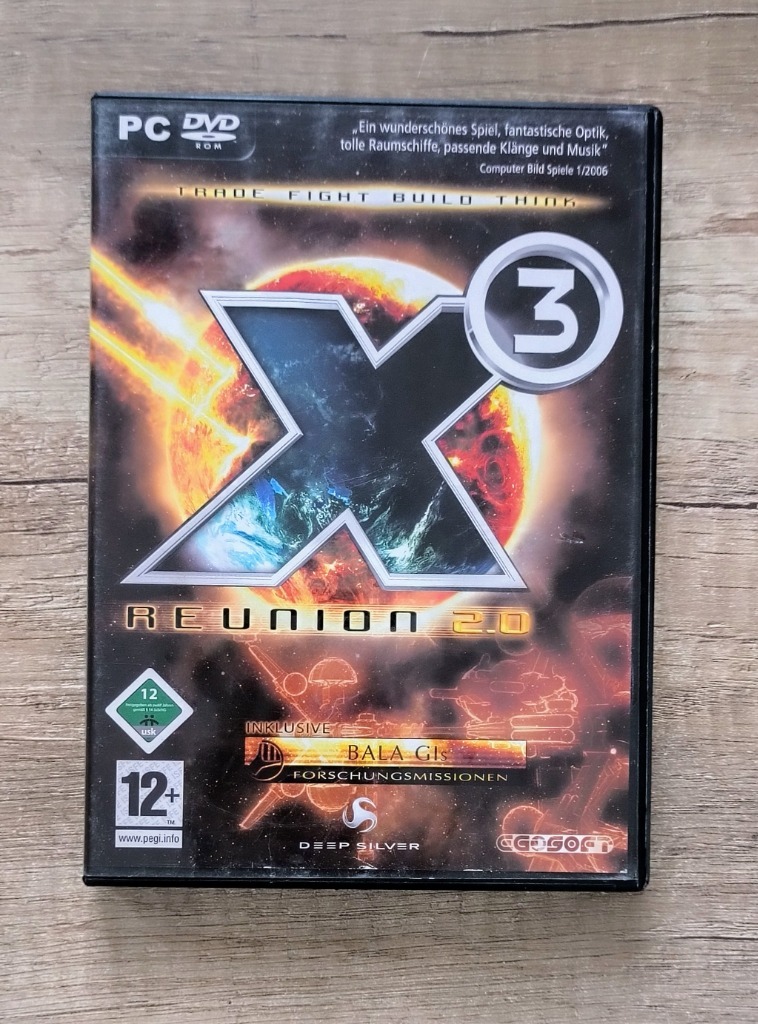 PC DVD
ROM
„Ein wunderschönes Spiel, fantastische Optik,
tolle Raumschiffe, passende Klänge und Musik"
Computer Bild Spiele 1/2006
TRADE FIGHT BUILD THINK
X
3
REUNION 2.0
12
usk
INKLUSIVE
BALA GIs
FORSCHUNGSMISSIONEN
12+
TM
www.pegi.info
DEEP SILVER
EGOSOFT